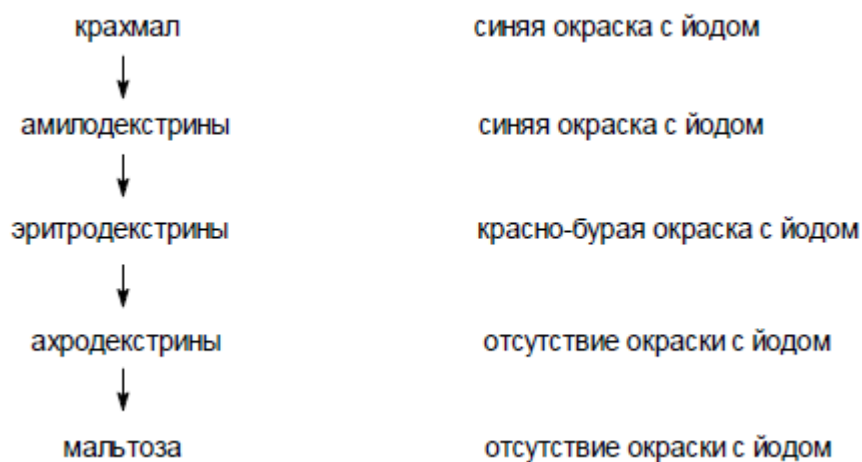 крахмал синяя окраска с йодом
амилодекстрины синяя окраска с йодом
эритродекстрины красно-бурая окраска с йодом
ахродекстрины отсутствие окраски с йодом
мальтоза отсутствие окраски с йодом